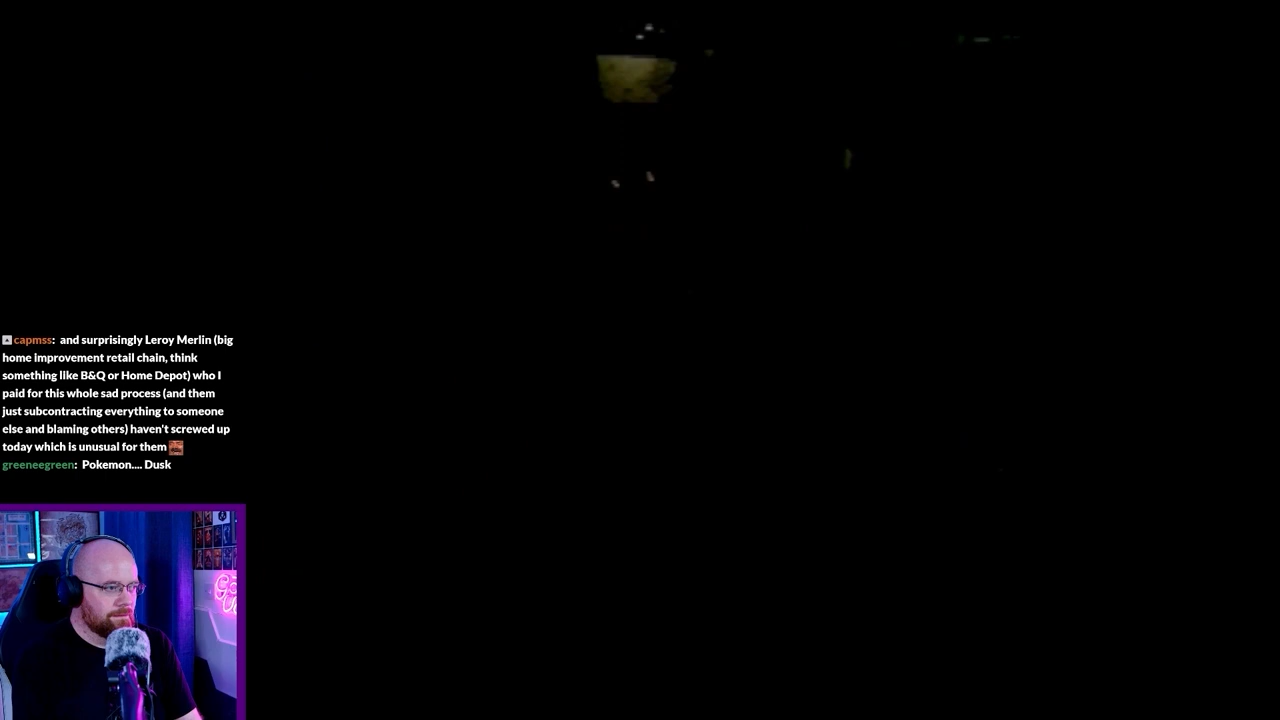 capmss: and surprisingly Leroy Merlin (big
home improvement retail chain, think
something like B&Q or Home Depot) who I
paid for this whole sad process (and them
just subcontracting everything to someone
else and blaming others) haven't screwed up
today which is unusual for them
greeneegreen: Pokemon.... Dusk